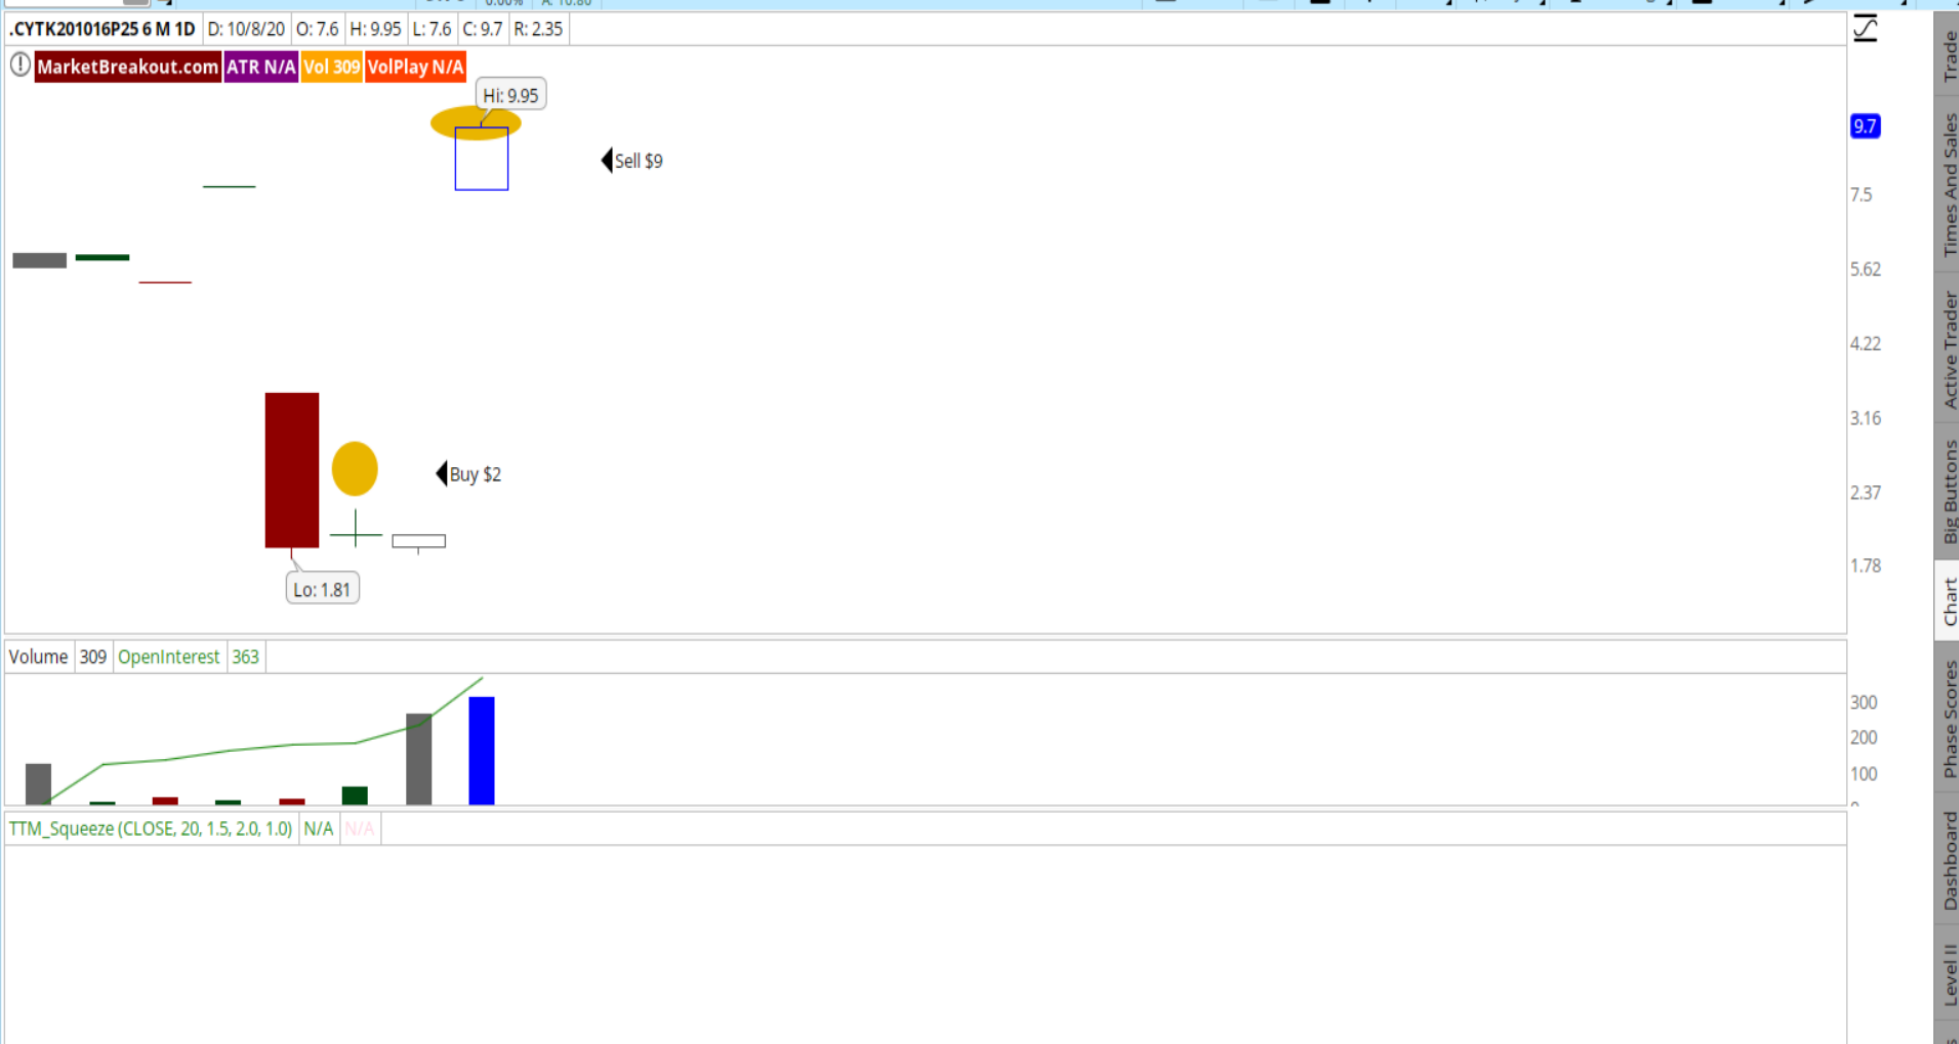 0.00% A: 10.80
.CYTK201016P25 6 M 1D D: 10/8/20 O: 7.6 H: 9.95 L: 7.6 C: 9.7 R: 2.35
MarketBreakout.com ATR N/A Vol 309 VolPlay N/A
Hi: 9.95
9.7
Sell $9
7.5
5.62
4.22
3.16
Buy $2
2.37
1.78
Lo: 1.81
Volume 309 OpenInterest 363
300
200
100
TTM_Squeeze (CLOSE, 20, 1.5, 2.0, 1.0) N/A N/A
Trade
Times And Sales
Active Trader
Big Buttons
Chart
Phase Scores
Dashboard
Level II